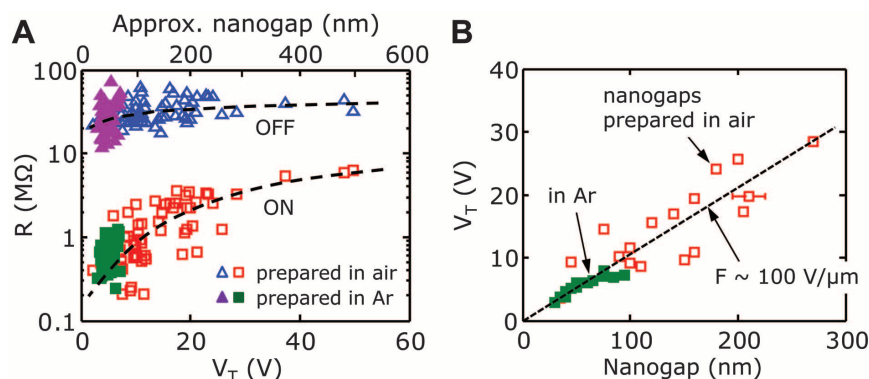 A
Approx. nanogap (nm)
0 200 400 600
100
10
1
0.1
R (MΩ)
OFF
ON
prepared in air
prepared in Ar
0 20 40 60
V_T (V)
B
40
30
20
10
0
V_T (V)
nanogaps
prepared in air
in Ar
F ~ 100 V/µm
0 100 200 300
Nanogap (nm)